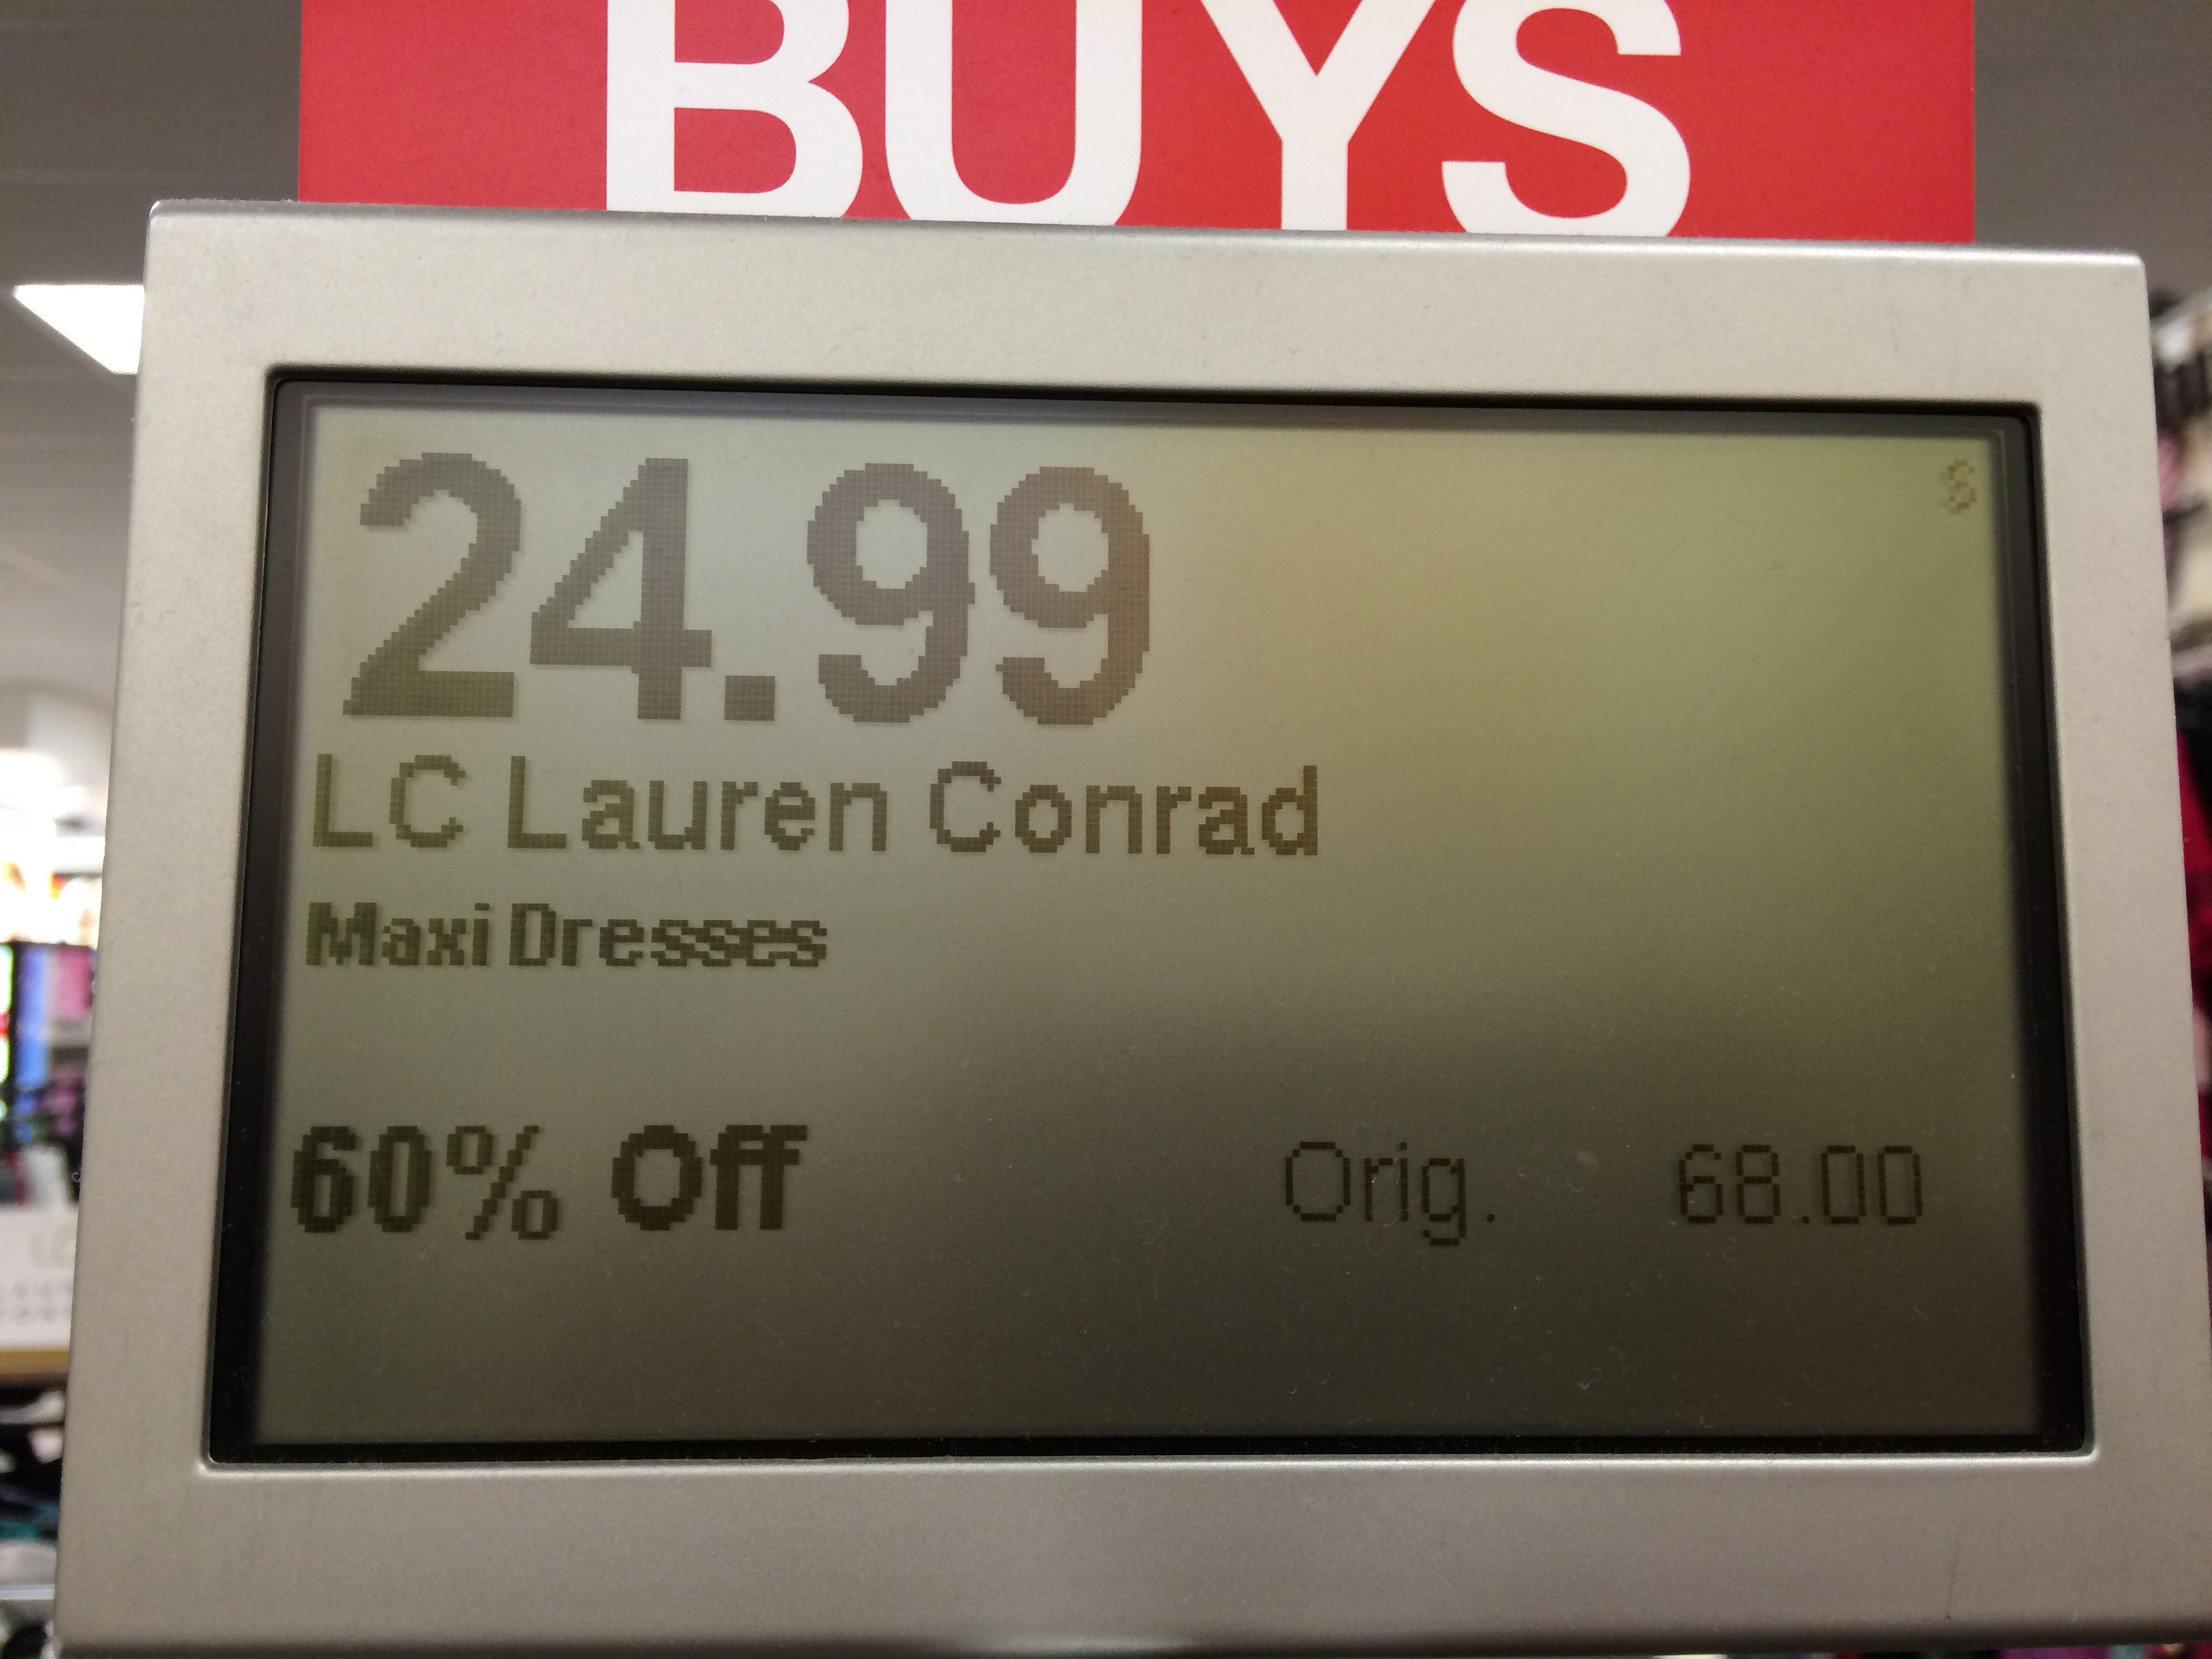 BUYS
24.99 S
LC Lauren Conrad
Maxi Dresses
60% Off Orig. 68.00